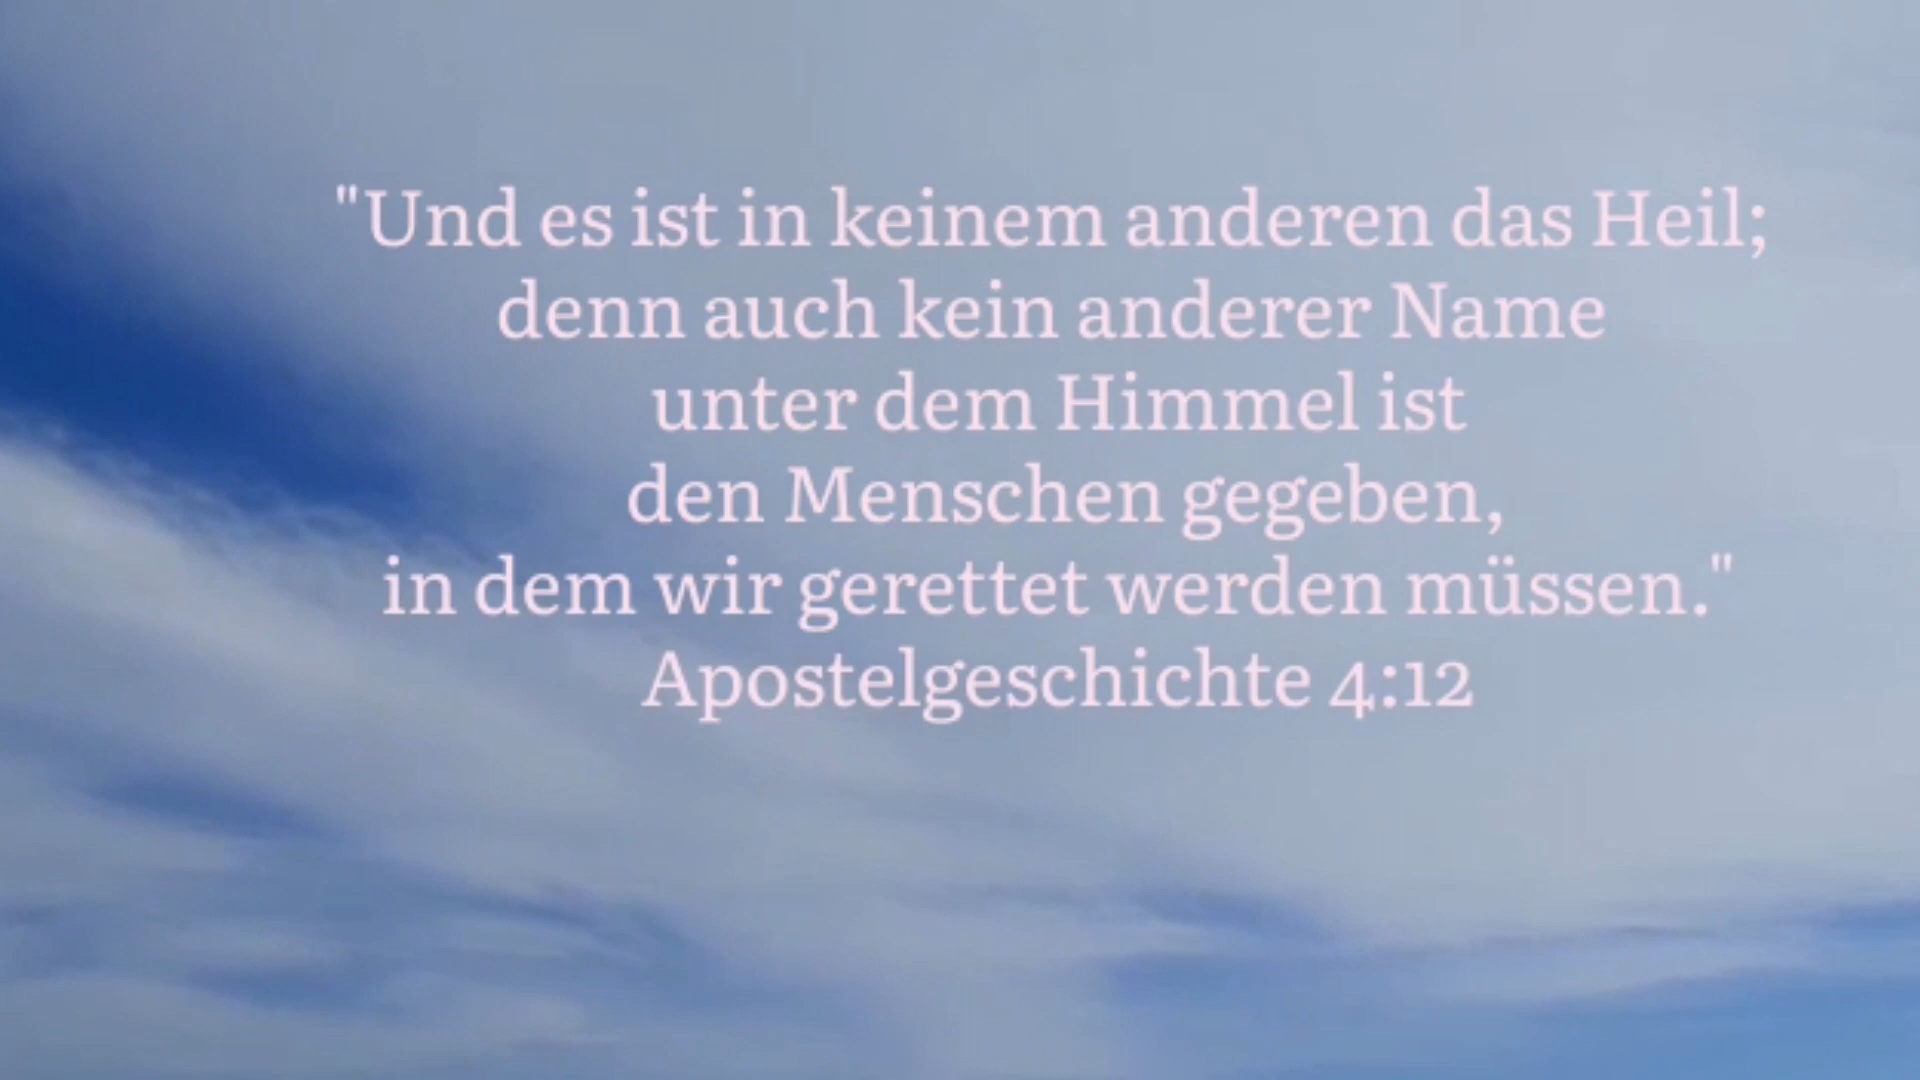 "Und es ist in keinem anderen das Heil;
denn auch kein anderer Name
unter dem Himmel ist
den Menschen gegeben,
in dem wir gerettet werden müssen."
Apostelgeschichte 4:12